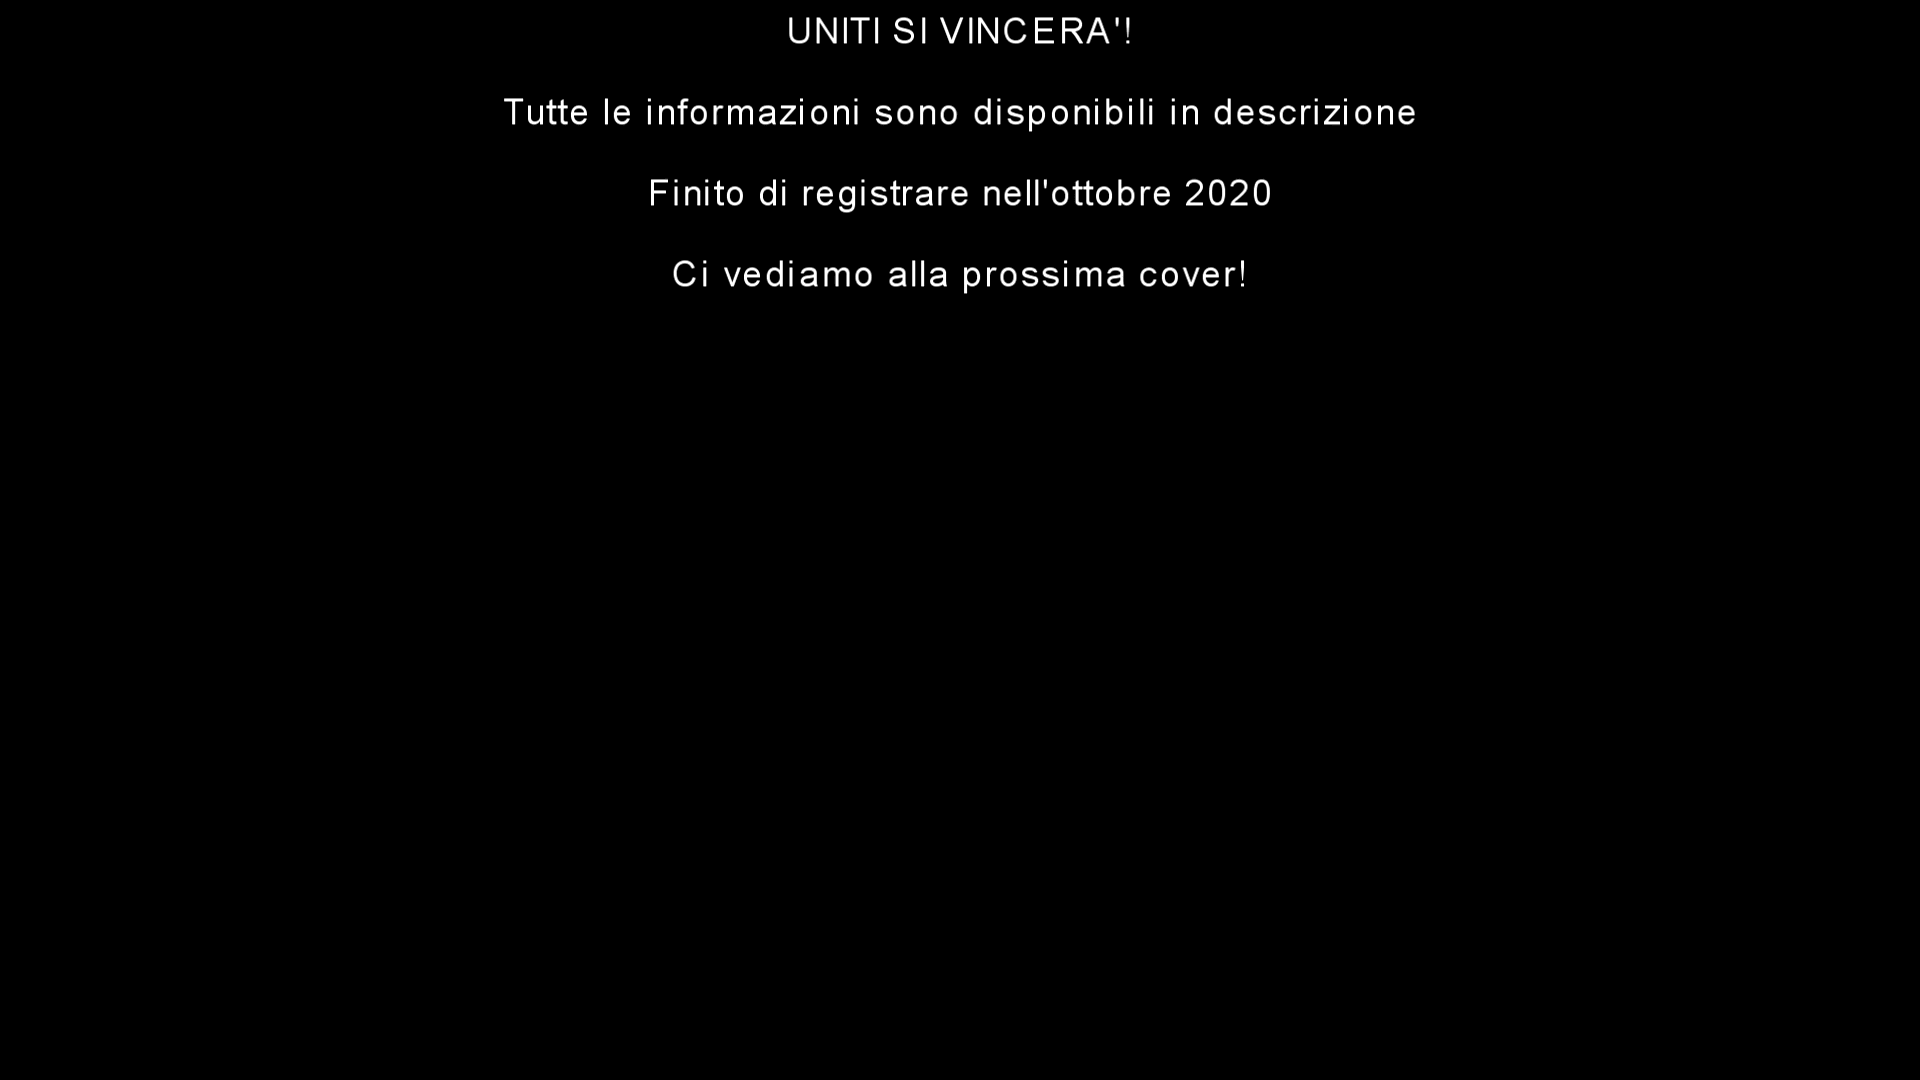 UNITI SI VINCERA'!
Tutte le informazioni sono disponibili in descrizione
Finito di registrare nell'ottobre 2020
Ci vediamo alla prossima cover!